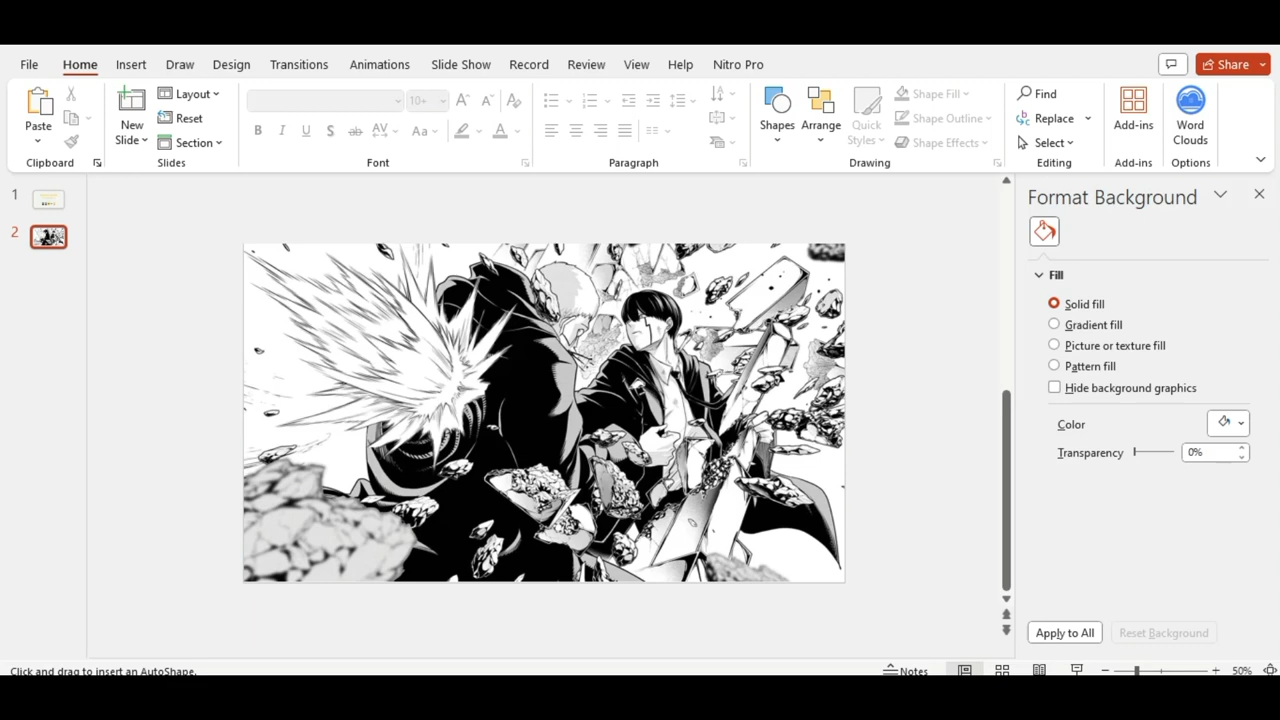 File Home Insert Draw Design Transitions Animations Slide Show Record Review View Help Nitro Pro Share
Paste
Clipboard
New
Slide
Layout
Reset
Section
Slides
10+
B I U S ab AV Aa A
Font
Paragraph
Shapes
Arrange
Quick
Styles
Shape Fill
Shape Outline
Shape Effects
Drawing
Find
Replace
Select
Editing
Add-ins
Add-ins
Word
Clouds
Options
1
2
Format Background
Fill
Solid fill
Gradient fill
Picture or texture fill
Pattern fill
Hide background graphics
Color
Transparency 0%
Apply to All Reset Background
Click and drag to insert an AutoShape.
Notes
50%